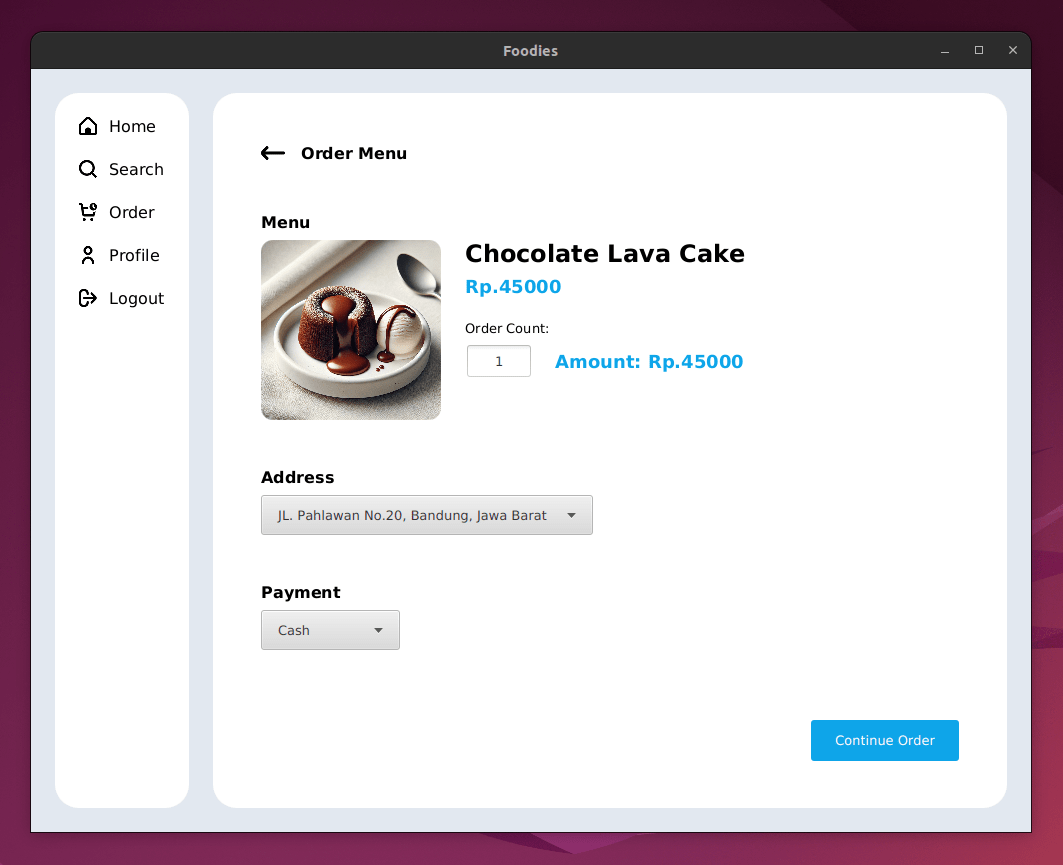 Foodies
Home
Search
Order
Profile
Logout
Order Menu
Menu
Chocolate Lava Cake
Rp.45000
Order Count:
1
Amount: Rp.45000
Address
JL. Pahlawan No.20, Bandung, Jawa Barat
Payment
Cash
Continue Order